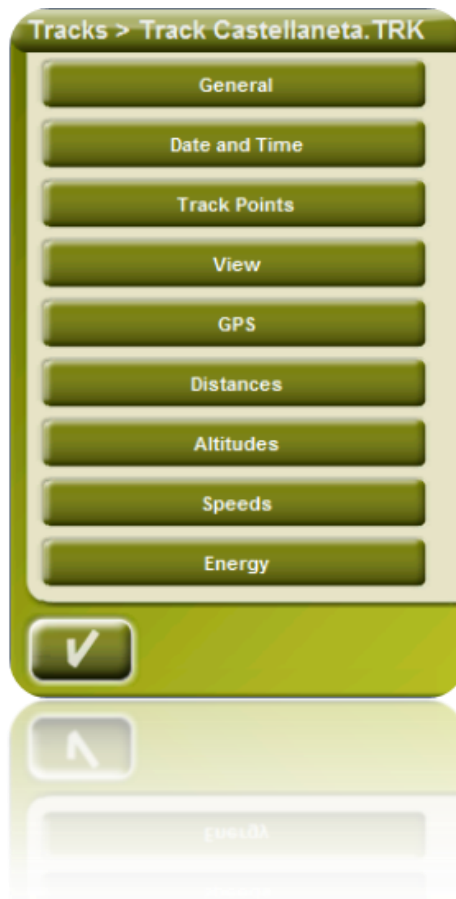 Tracks > Track Castellaneta.TRK
General
Date and Time
Track Points
View
GPS
Distances
Altitudes
Speeds
Energy